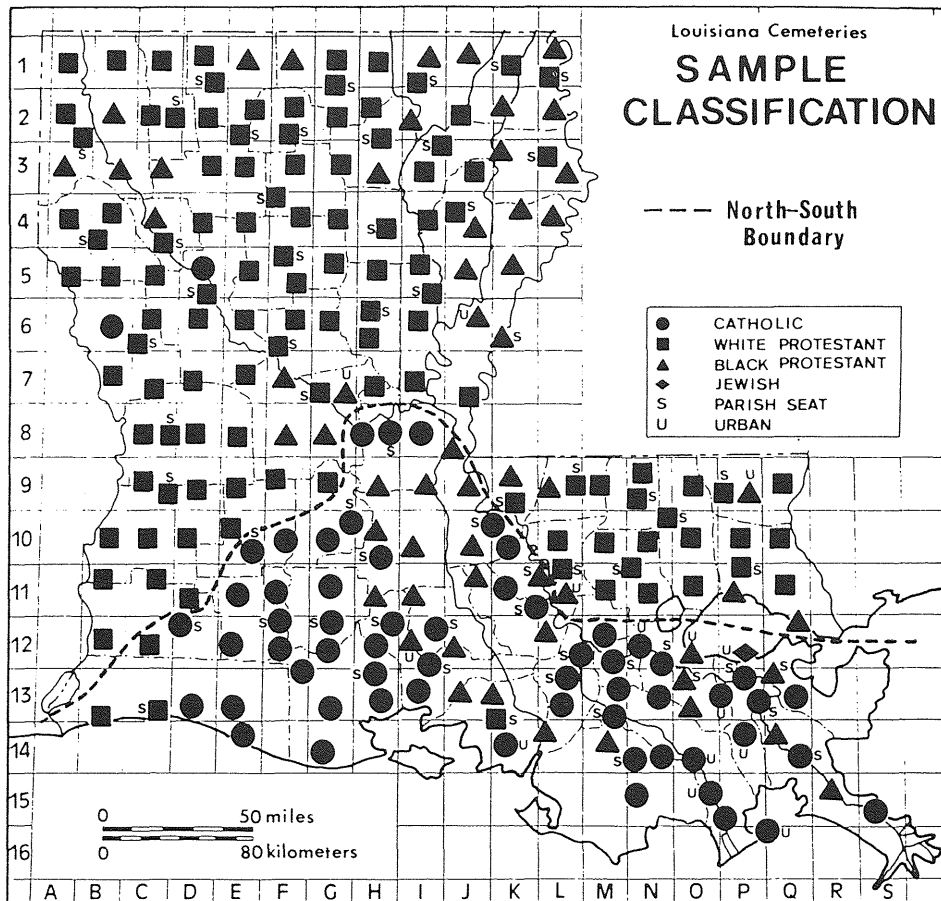 Louisiana Cemeteries
SAMPLE
CLASSIFICATION
North-South
Boundary
CATHOLIC
WHITE PROTESTANT
BLACK PROTESTANT
JEWISH
S PARISH SEAT
U URBAN
1
2
3
4
5
6
7
8
9
10
11
12
13
14
15
16
0 50 miles
0 80 kilometers
A B C D E F G H I J K L M N O P Q R S